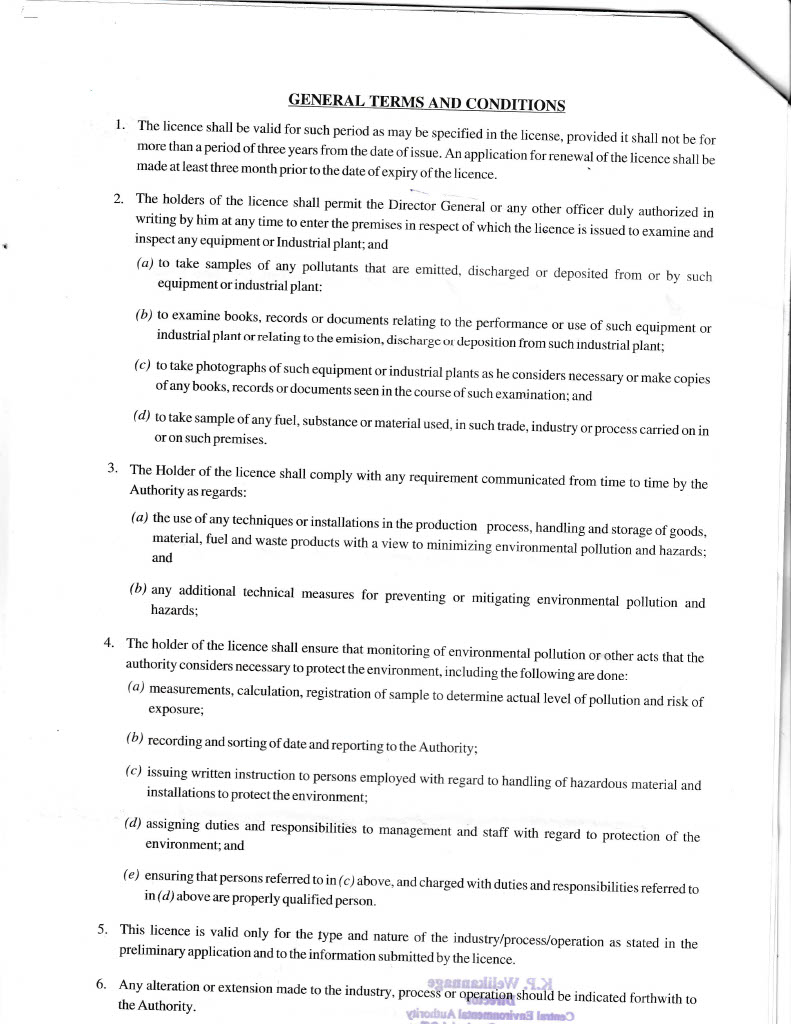 GENERAL TERMS AND CONDITIONS
1. The licence shall be valid for such period as may be specified in the license, provided it shall not be for
more than a period of three years from the date of issue. An application for renewal of the licence shall be
made at least three month prior to the date of expiry of the licence.
2. The holders of the licence shall permit the Director General or any other officer duly authorized in
writing by him at any time to enter the premises in respect of which the licence is issued to examine and
inspect any equipment or Industrial plant; and
(a) to take samples of any pollutants that are emitted, discharged or deposited from or by such
equipment or industrial plant:
(b) to examine books, records or documents relating to the performance or use of such equipment or
industrial plant or relating to the emision, discharge or deposition from such industrial plant;
(c) to take photographs of such equipment or industrial plants as he considers necessary or make copies
of any books, records or documents seen in the course of such examination; and
(d) to take sample of any fuel, substance or material used, in such trade, industry or process carried on in
or on such premises.
3. The Holder of the licence shall comply with any requirement communicated from time to time by the
Authority as regards:
(a) the use of any techniques or installations in the production process, handling and storage of goods,
material, fuel and waste products with a view to minimizing environmental pollution and hazards;
and
(b) any additional technical measures for preventing or mitigating environmental pollution and
hazards;
4. The holder of the licence shall ensure that monitoring of environmental pollution or other acts that the
authority considers necessary to protect the environment, including the following are done:
(a) measurements, calculation, registration of sample to determine actual level of pollution and risk of
exposure;
(b) recording and sorting of date and reporting to the Authority;
(c) issuing written instruction to persons employed with regard to handling of hazardous material and
installations to protect the environment;
(d) assigning duties and responsibilities to management and staff with regard to protection of the
environment; and
(e) ensuring that persons referred to in (c) above, and charged with duties and responsibilities referred to
in (d) above are properly qualified person.
5. This licence is valid only for the type and nature of the industry/process/operation as stated in the
preliminary application and to the information submitted by the licence.
6. Any alteration or extension made to the industry, process or operation should be indicated forthwith to
the Authority.
K.P.
Director
Central Environmental Authority